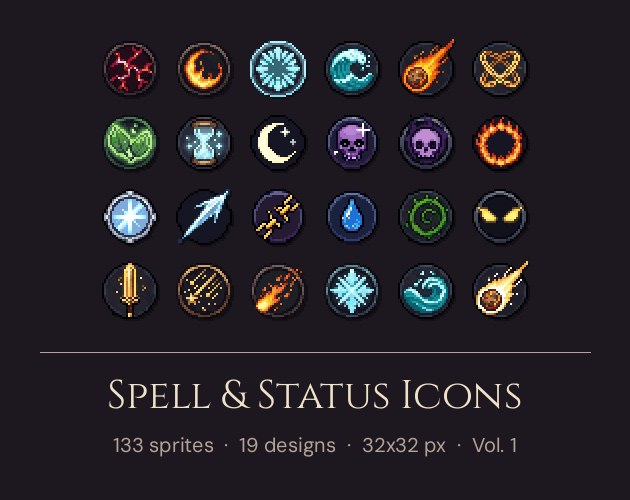 Spell & Status Icons
133 sprites · 19 designs · 32x32 px · Vol. 1